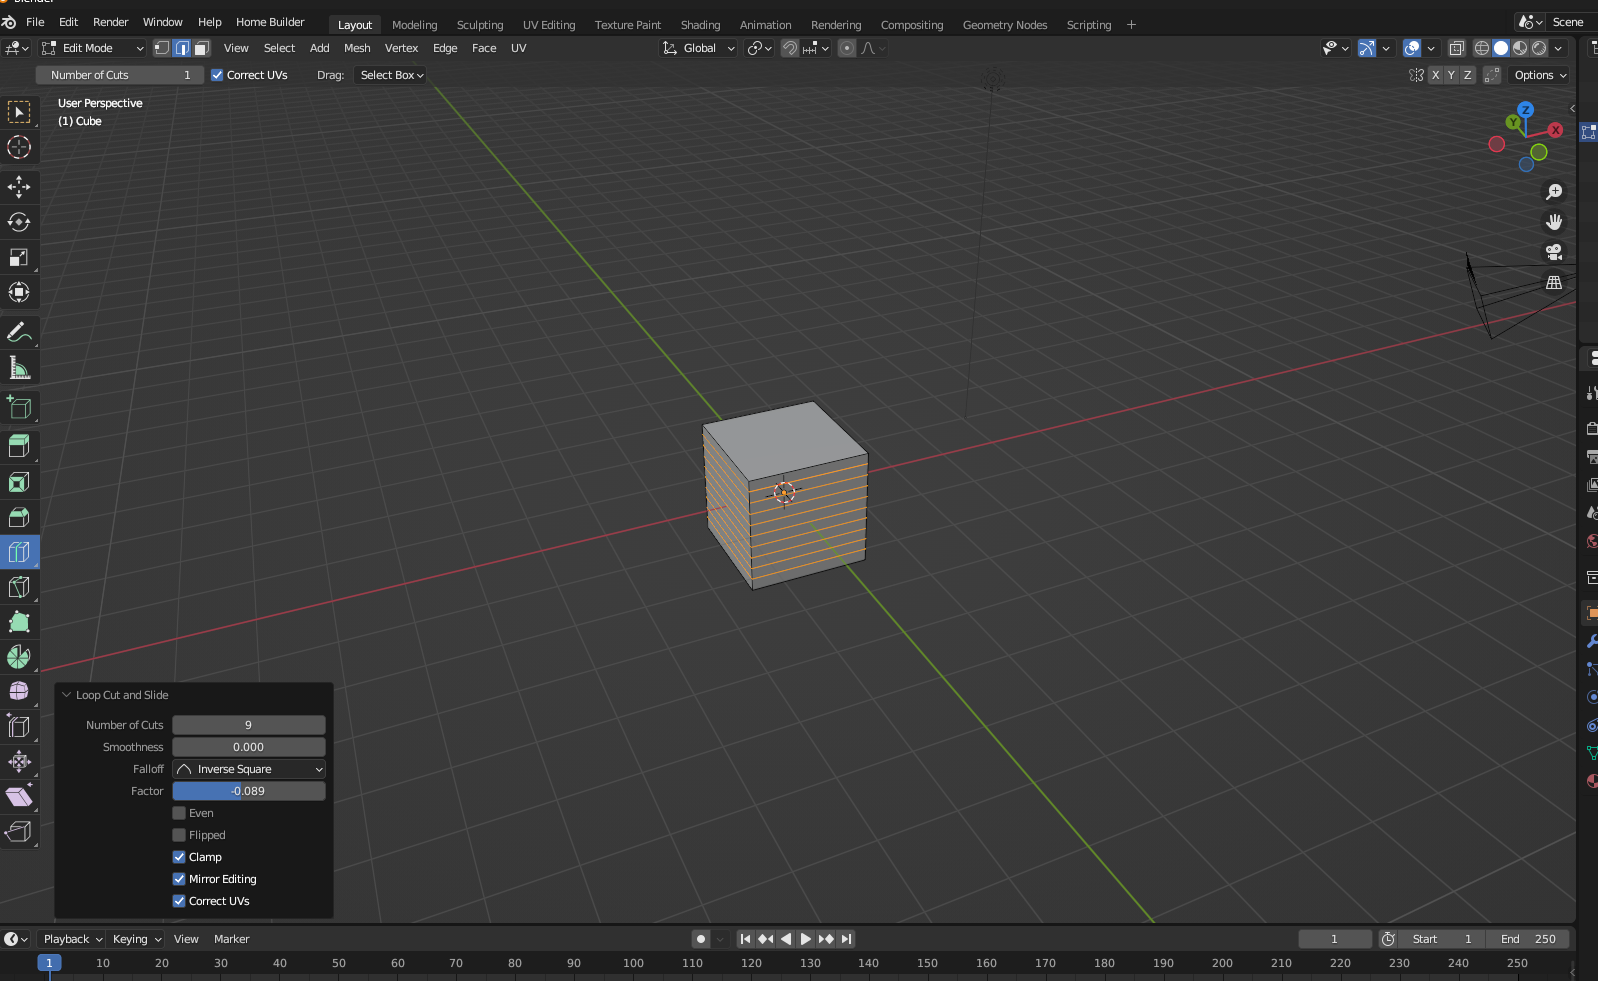 Blender
File Edit Render Window Help Home Builder Layout Modeling Sculpting UV Editing Texture Paint Shading Animation Rendering Compositing Geometry Nodes Scripting + Scene
Edit Mode View Select Add Mesh Vertex Edge Face UV Global
Number of Cuts 1 Correct UVs Drag: Select Box X Y Z Options
User Perspective
(1) Cube
Z
Y X
Loop Cut and Slide
Number of Cuts 9
Smoothness 0.000
Falloff Inverse Square
Factor -0.089
Even
Flipped
Clamp
Mirror Editing
Correct UVs
Playback Keying View Marker 1 Start 1 End 250
1 10 20 30 40 50 60 70 80 90 100 110 120 130 140 150 160 170 180 190 200 210 220 230 240 250